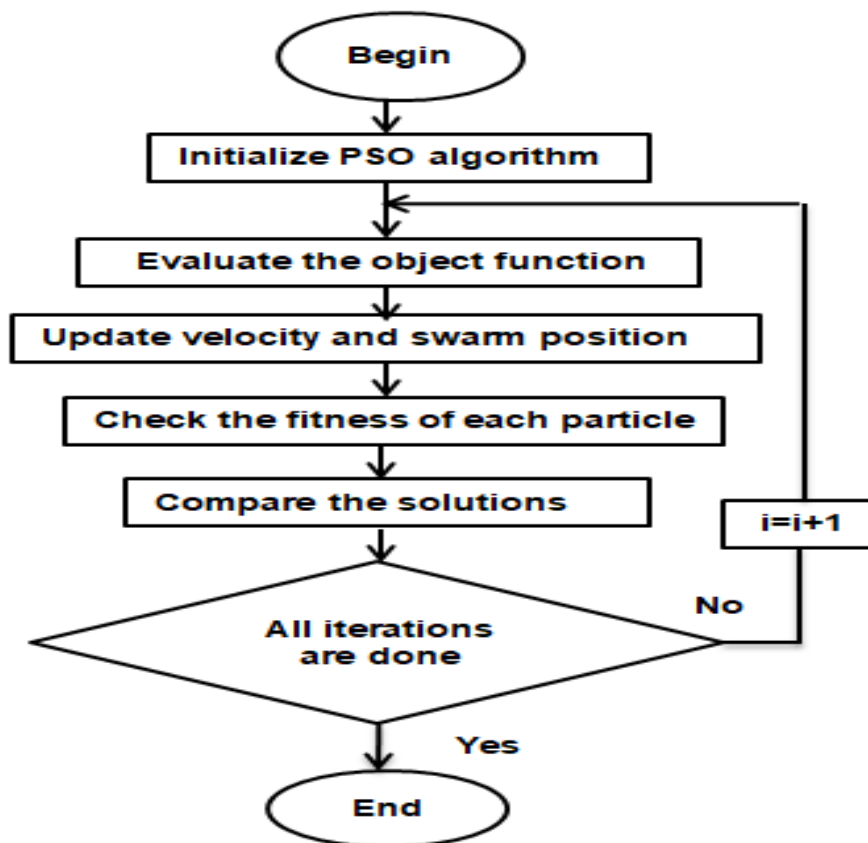 Begin
Initialize PSO algorithm
Evaluate the object function
Update velocity and swarm position
Check the fitness of each particle
Compare the solutions
i=i+1
No
All iterations
are done
Yes
End